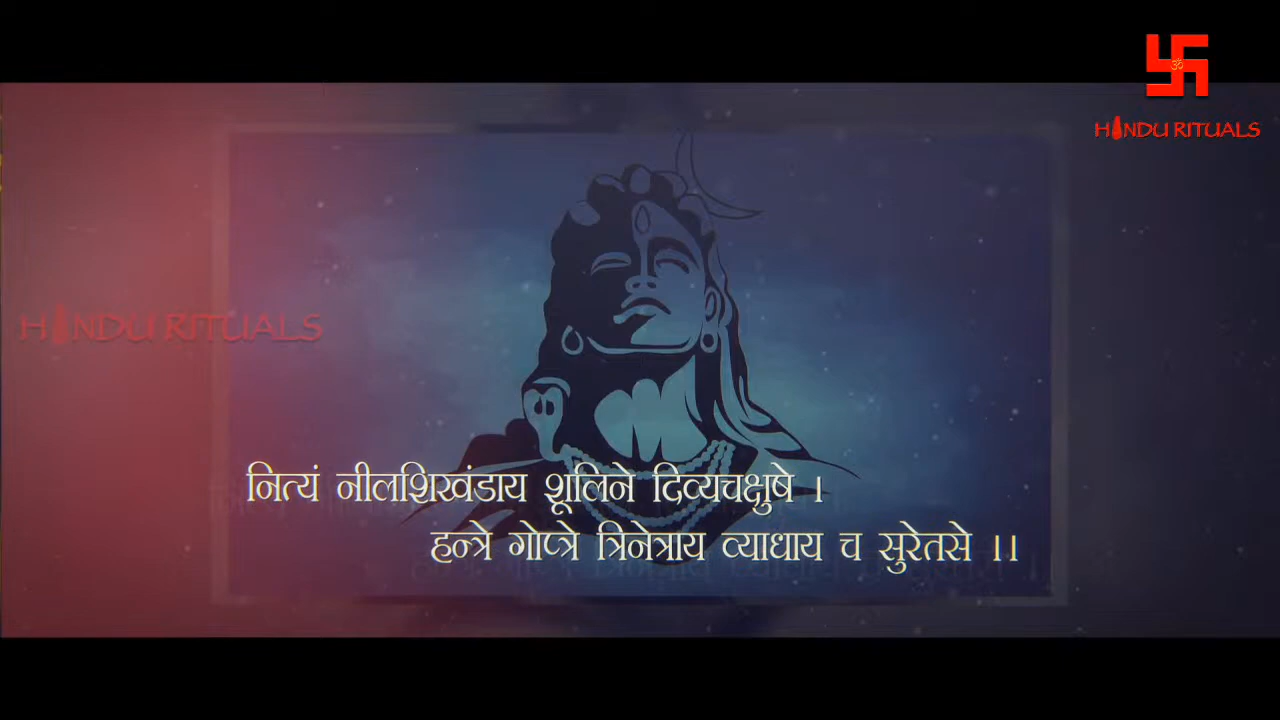 ॐ
HINDU RITUALS
HINDU RITUALS
नित्यं नीलशिखंडाय शूलिने दिव्यचक्षुषे ।
हन्त्रे गोप्त्रे त्रिनेत्राय व्याधाय च सुरेतसे ।।